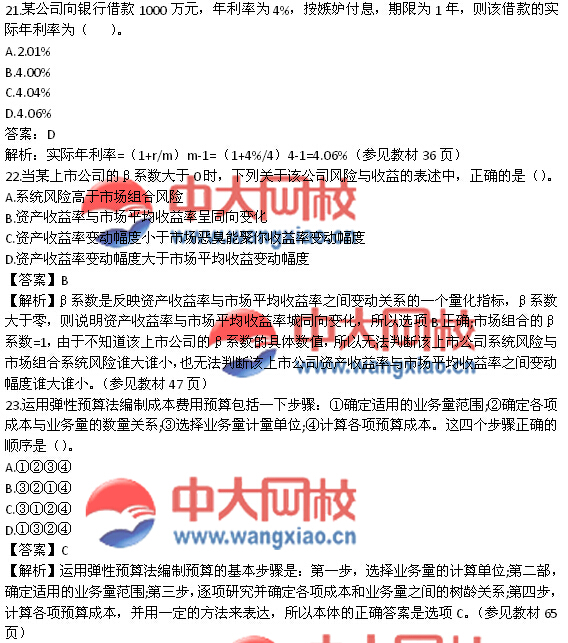 21.某公司向银行借款1000万元，年利率为4%，按嫉妒付息，期限为1年，则该借款的实
际年利率为（　）。
A.2.01%
B.4.00%
C.4.04%
D.4.06%
答案：D
解析：实际年利率=（1+r/m）m-1=（1+4%/4）4-1=4.06%（参见教材36页）
22.当某上市公司的β系数大于0时，下列关于该公司风险与收益的表述中，正确的是（）。
A.系统风险高于市场组合风险
B.资产收益率与市场平均收益率呈同向变化
C.资产收益率变动幅度小于市场恶臭能聚你收益率变动幅度
D.资产收益率变动幅度大于市场平均收益变动幅度
【答案】B
【解析】β系数是反映资产收益率与市场平均收益率之间变动关系的一个量化指标，β系数
大于零，则说明资产收益率与市场平均收益率城同向变化，所以选项B正确;市场组合的β
系数=1，由于不知道该上市公司的β系数的具体数值，所以无法判断该上市公司系统风险与
市场组合系统风险谁大谁小,也无法判断该上市公司资产收益率与市场平均收益率之间变动
幅度谁大谁小。（参见教材47页）
23.运用弹性预算法编制成本费用预算包括一下步骤：①确定适用的业务量范围;②确定各项
成本与业务量的数量关系;③选择业务量计量单位;④计算各项预算成本。这四个步骤正确的
顺序是（）。
A.①②③④
B.③②①④
C.③①②④
D.①③②④
【答案】C
【解析】运用弹性预算法编制预算的基本步骤是：第一步，选择业务量的计算单位;第二部，
确定适用的业务量范围;第三步，逐项研究并确定各项成本和业务量之间的树龄关系;第四步，
计算各项预算成本，并用一定的方法来表达，所以本体的正确答案是选项C。（参见教材65
页）
中大网校
www.wangxiao.cn
中大网校
www.wangxiao.cn
中大网校
www.wangxiao.cn